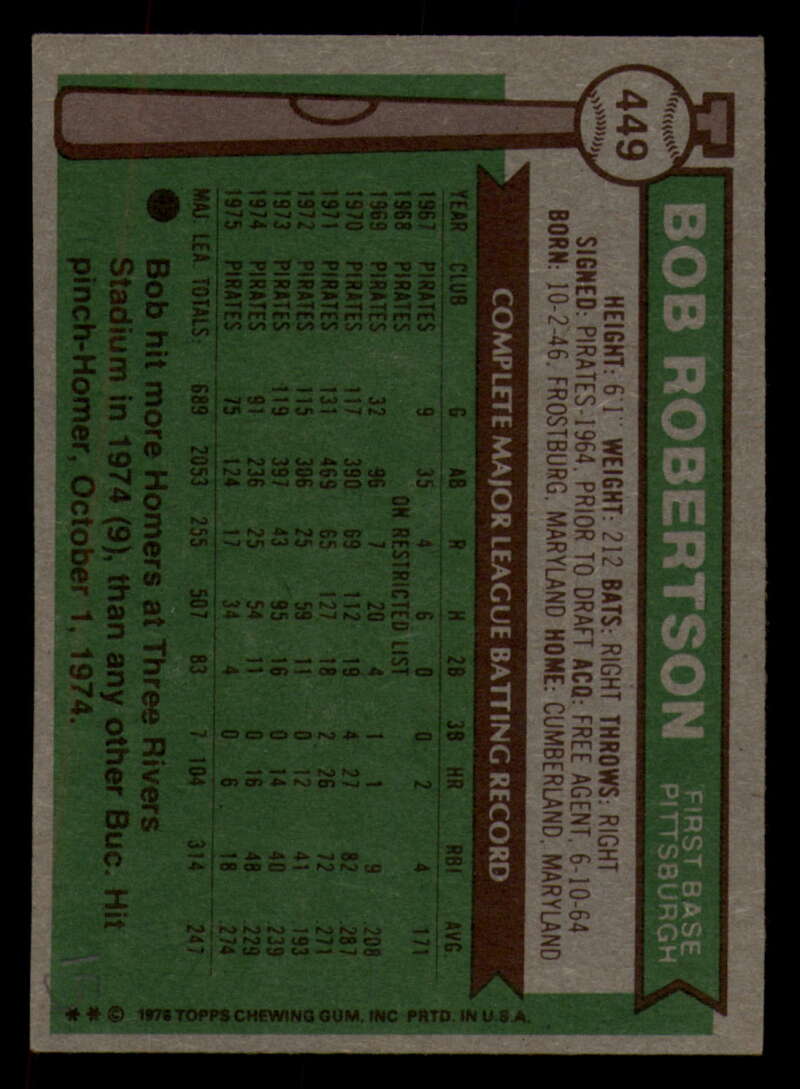 449
BOB ROBERTSON
FIRST BASE
PITTSBURGH
HEIGHT: 6'1" WEIGHT: 212 BATS: RIGHT THROWS: RIGHT
SIGNED: PIRATES-1964, PRIOR TO DRAFT ACQ: FREE AGENT, 6-10-64
BORN: 10-2-46, FROSTBURG, MARYLAND HOME: CUMBERLAND, MARYLAND
COMPLETE MAJOR LEAGUE BATTING RECORD
YEAR CLUB G AB R H 2B 3B HR RBI AVG
1967 PIRATES 9 35 4 6 0 0 2 4 .171
1968 PIRATES ON RESTRICTED LIST
1969 PIRATES 32 96 7 20 4 1 1 9 .208
1970 PIRATES 117 390 69 112 19 4 27 82 .287
1971 PIRATES 131 469 65 127 18 2 26 72 .271
1972 PIRATES 115 306 25 59 11 0 12 41 .193
1973 PIRATES 119 397 43 95 16 0 14 40 .239
1974 PIRATES 91 236 25 54 11 0 16 48 .229
1975 PIRATES 75 124 17 34 4 0 6 18 .274
MAJ. LEA. TOTALS: 689 2053 255 507 83 7 104 314 .247
Bob hit more Homers at Three Rivers
Stadium in 1974 (9), than any other Buc. Hit
pinch-Homer, October 1, 1974.
* * © 1976 TOPPS CHEWING GUM, INC PRTD. IN U.S.A.